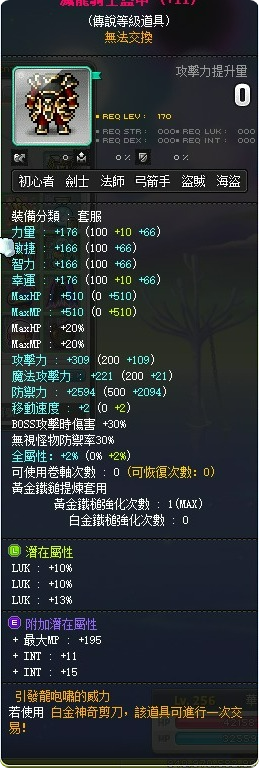 (傳說等級道具)
無法交換
攻擊力提升量
0
REQ LEV : 170
REQ STR : 000 REQ LUK : 000
REQ DEX : 000 REQ INT : 000
0 0% 0%
初心者 劍士 法師 弓箭手 盜賊 海盜
裝備分類 : 套服
力量 : +176 (100 +10 +66)
敏捷 : +166 (100 +66)
智力 : +166 (100 +66)
幸運 : +176 (100 +10 +66)
MaxHP : +510 (0 +510)
MaxMP : +510 (0 +510)
MaxHP : +20%
MaxMP : +20%
攻擊力 : +309 (200 +109)
魔法攻擊力 : +221 (200 +21)
防禦力 : +2594 (500 +2094)
移動速度 : +2 (0 +2)
BOSS攻擊時傷害 +30%
無視怪物防禦率30%
全屬性: +2% (0% +2%)
可使用卷軸次數 : 0 (可恢復次數: 0)
黃金鐵鎚提煉套用
黃金鐵鎚強化次數 : 1(MAX)
白金鎚強化次數 : 0
潛在屬性
LUK : +10%
LUK : +10%
LUK : +13%
附加潛在屬性
+ 最大MP : +195
+ INT : +11
+ INT : +15
引發龍咆嘯的威力
若使用 白金神奇剪刀, 該道具可進行一次交
易!